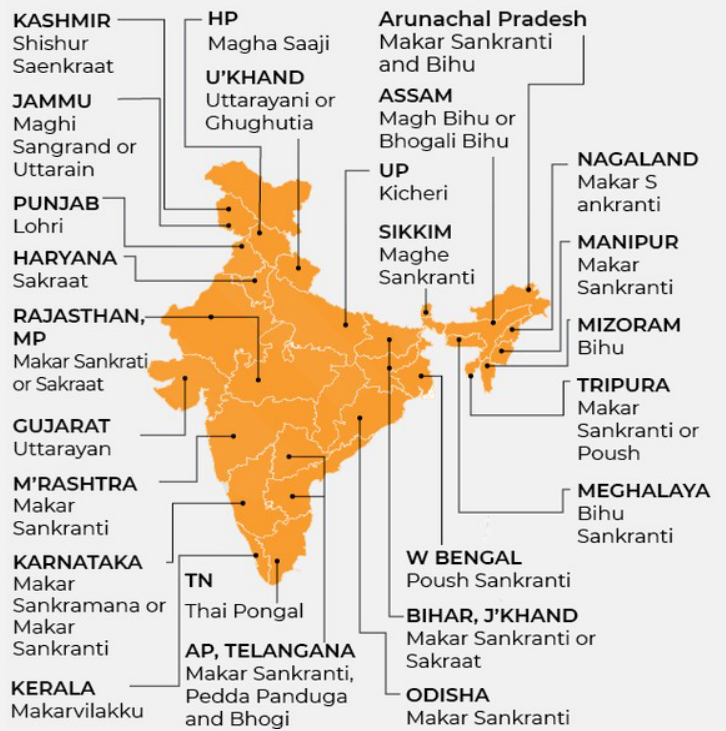 KASHMIR
Shishur
Saenkraat
JAMMU
Maghi
Sangrand or
Uttarain
PUNJAB
Lohri
HARYANA
Sakraat
RAJASTHAN,
MP
Makar Sankrati
or Sakraat
GUJARAT
Uttarayan
M'RASHTRA
Makar
Sankranti
KARNATAKA
Makar
Sankramana or
Makar
Sankranti
KERALA
Makarvilakku
HP
Magha Saaji
U'KHAND
Uttarayani or
Ghughutia
TN
Thai Pongal
AP, TELANGANA
Makar Sankranti,
Pedda Panduga
and Bhogi
Arunachal Pradesh
Makar Sankranti
and Bihu
ASSAM
Magh Bihu or
Bhogali Bihu
UP
Kicheri
SIKKIM
Maghe
Sankranti
NAGALAND
Makar S
ankranti
MANIPUR
Makar
Sankranti
MIZORAM
Bihu
TRIPURA
Makar
Sankranti or
Poush
MEGHALAYA
Bihu
Sankranti
W BENGAL
Poush Sankranti
BIHAR, J'KHAND
Makar Sankranti or
Sakraat
ODISHA
Makar Sankranti